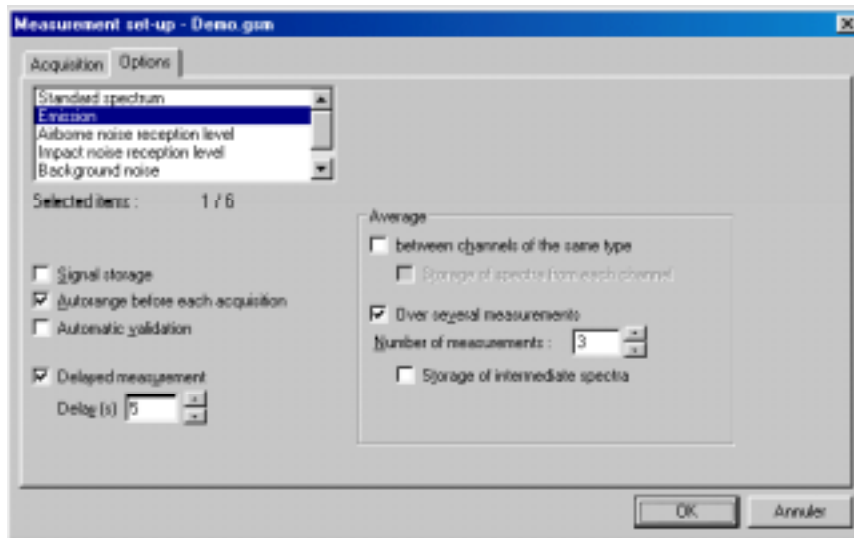 Measurement set-up - Demo.gsm
Acquisition Options
Standard spectrum
Emission
Airborne noise reception level
Impact noise reception level
Background noise
Selected items : 1 / 6
Signal storage
Autorange before each acquisition
Automatic validation
Delayed measurement
Delay (s) 5
Average
between channels of the same type
Storage of spectra from each channel
Over several measurements
Number of measurements : 3
Storage of intermediate spectra
OK Annuler